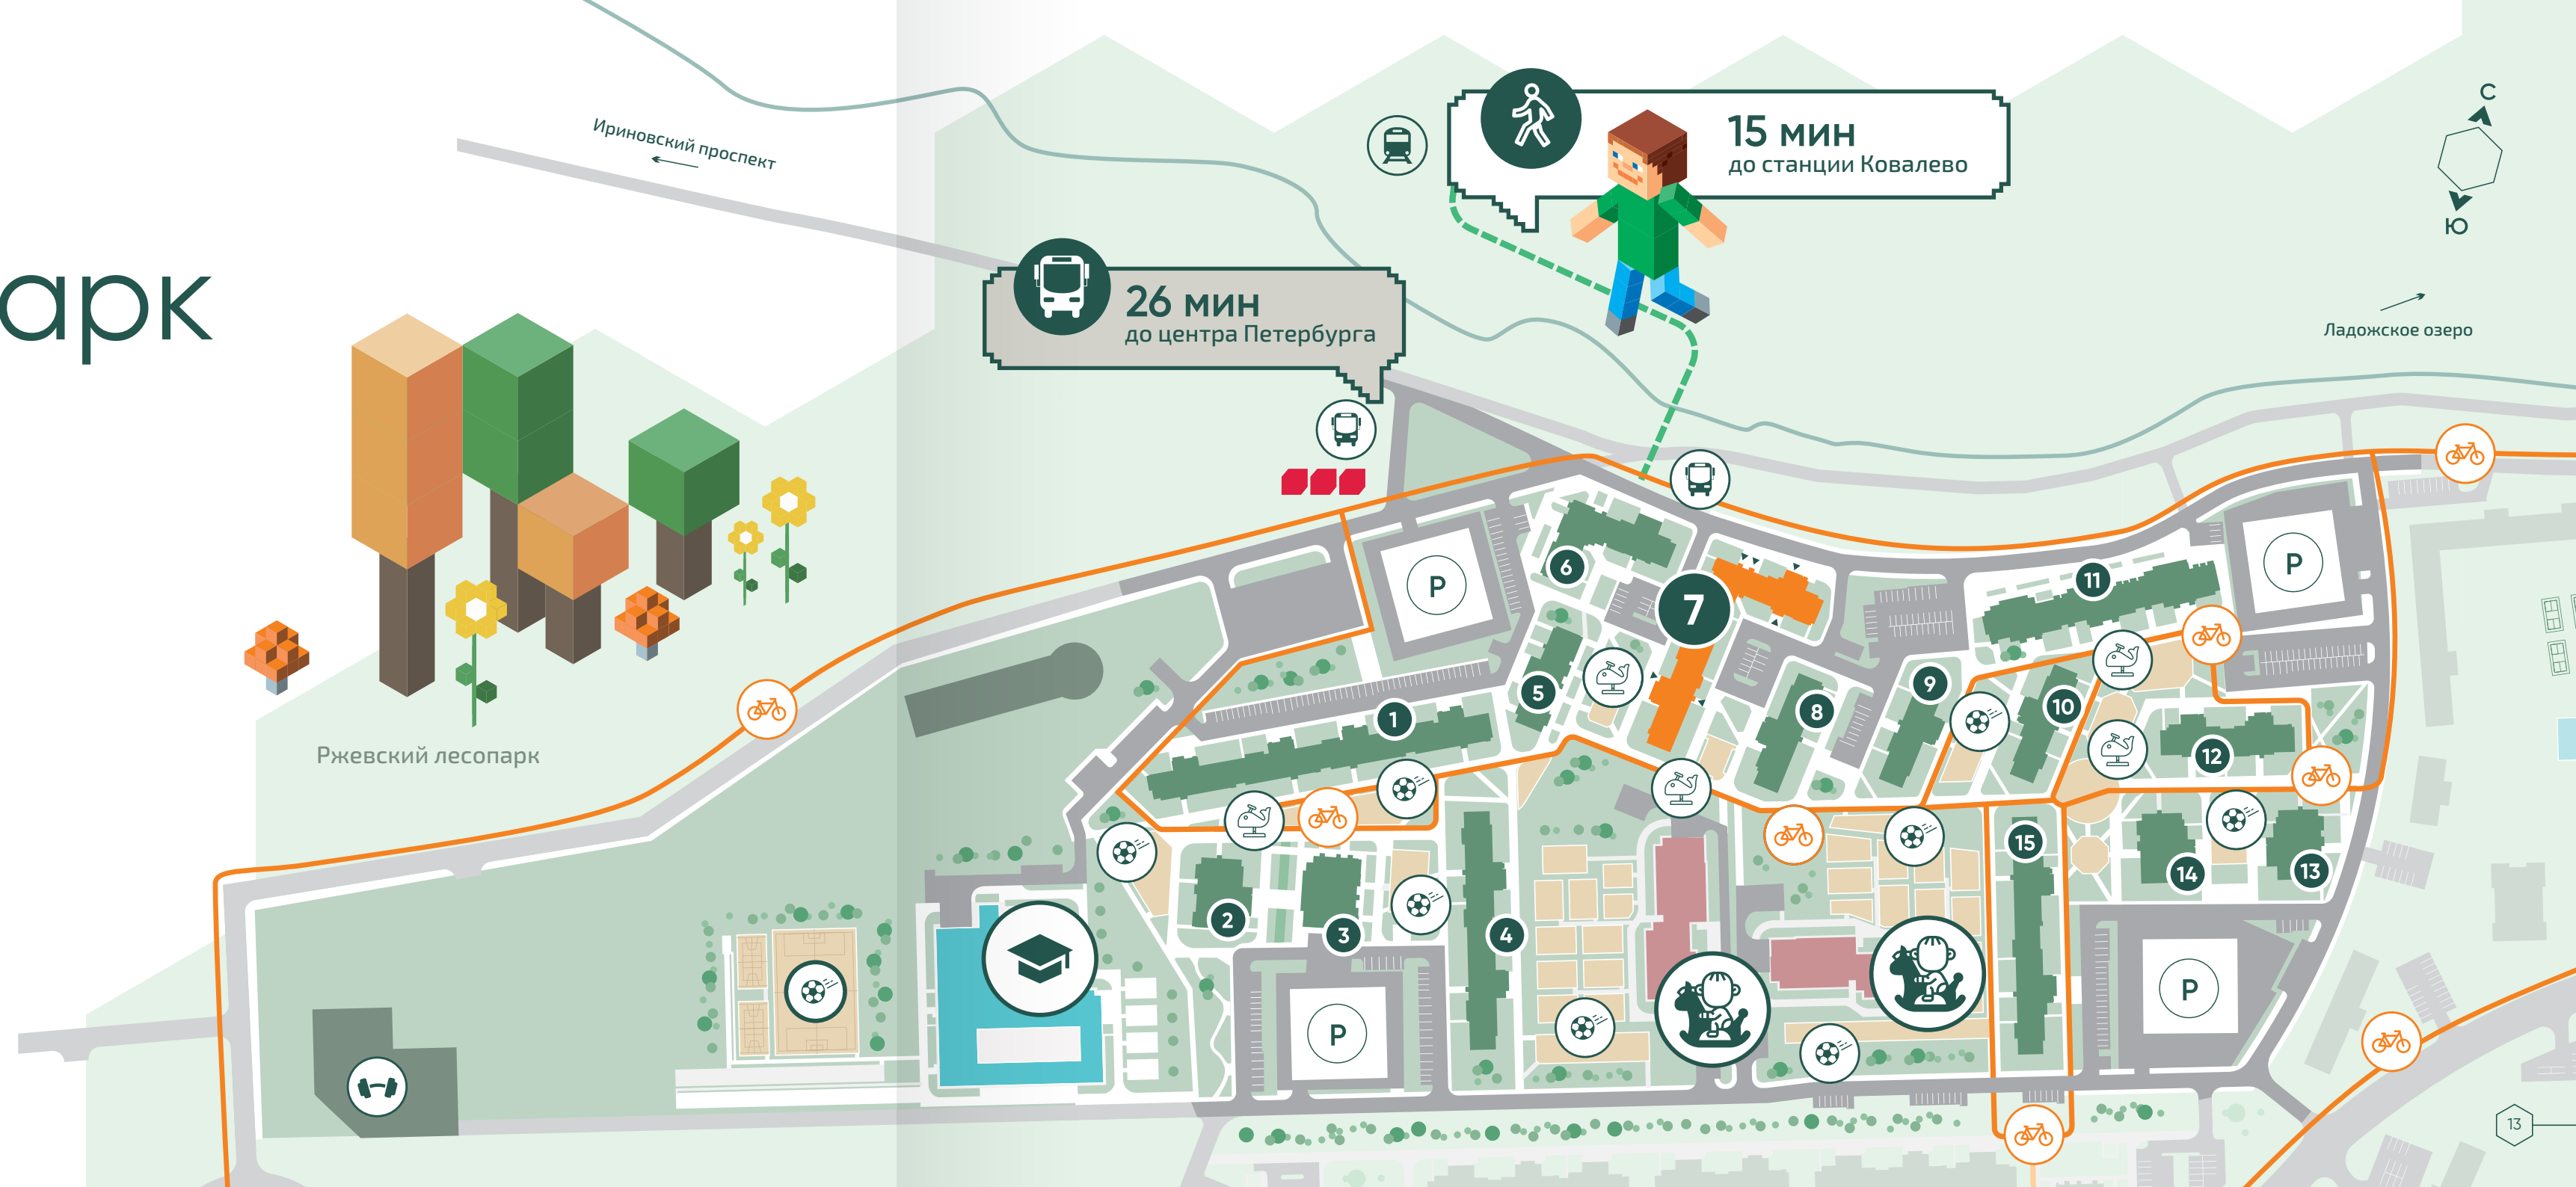 арк
Ириновский проспект
15 мин
до станции Ковалево
26 мин
до центра Петербурга
С
Ю
Ладожское озеро
Ржевский лесопарк
P
P
P
P
1
2
3
4
5
6
7
8
9
10
11
12
13
14
15
13